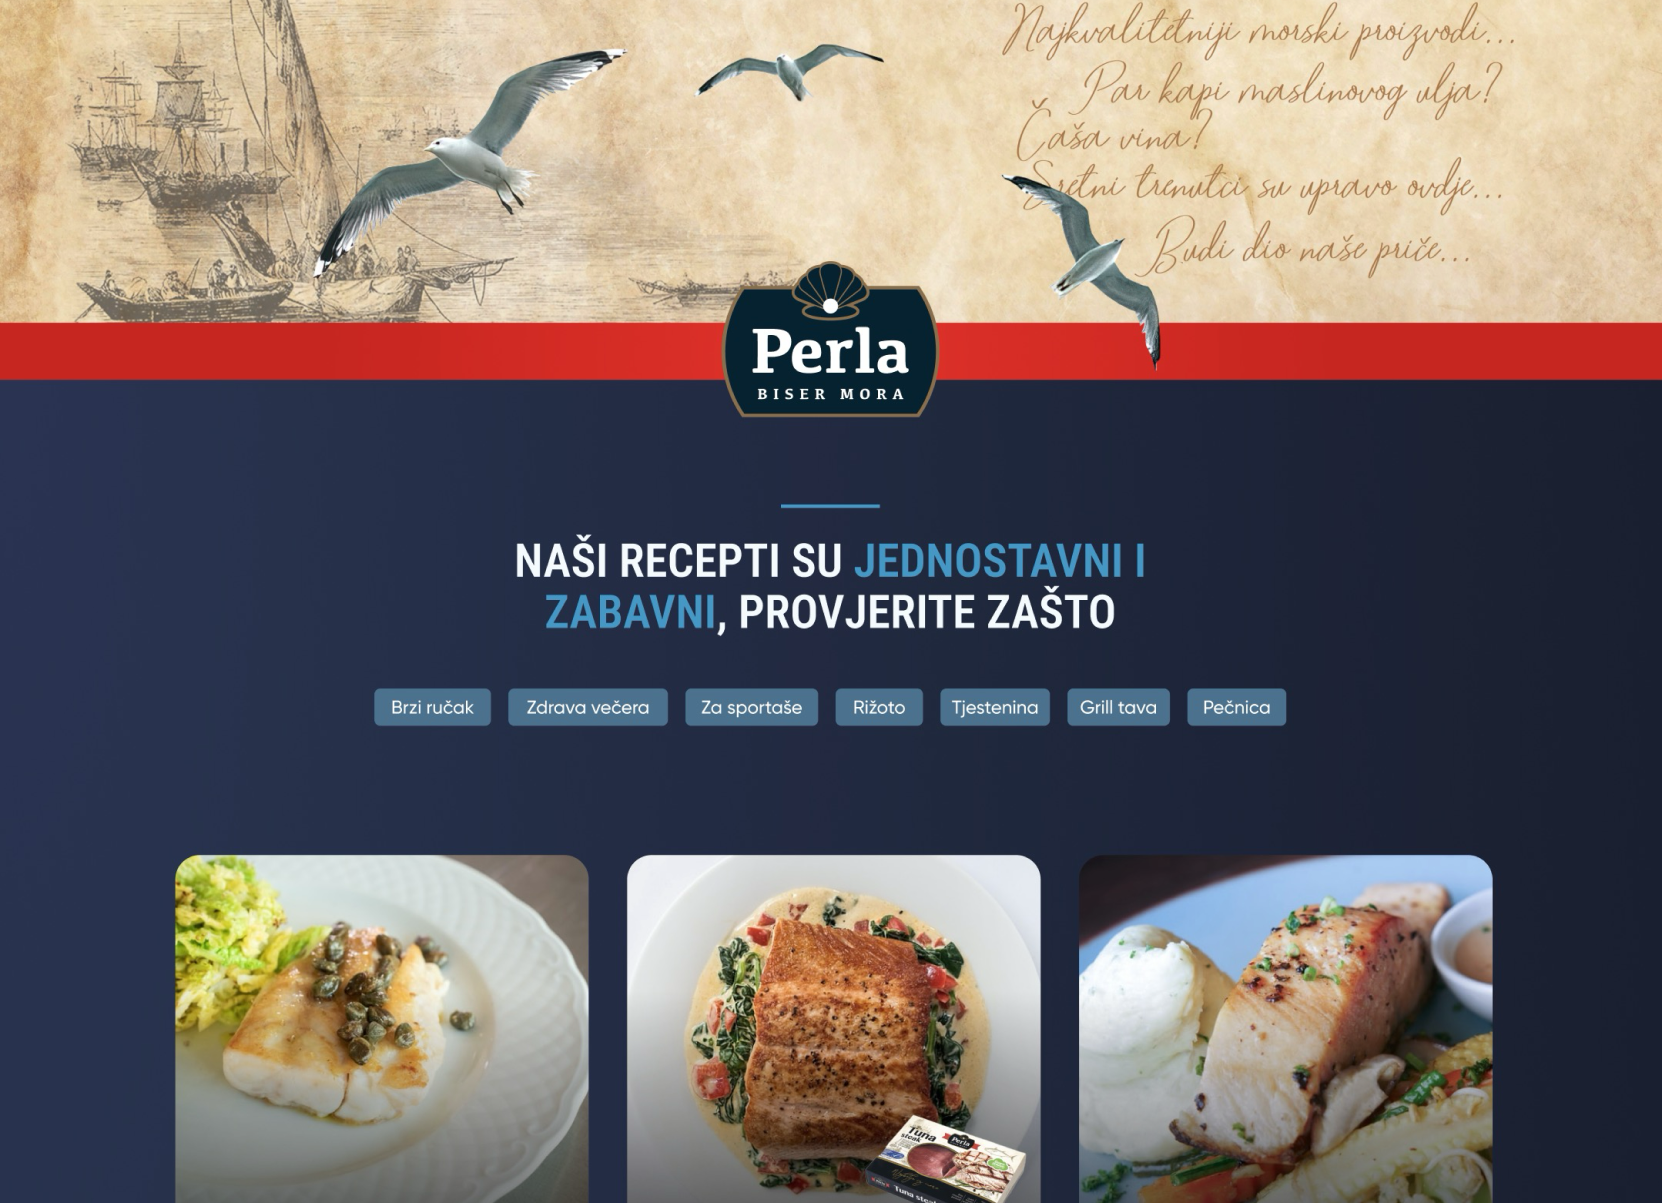 Najkvalitetniji morski proizvodi...
Par kapi maslinovog ulja?
Čaša vina?
Sretni trenutci su upravo ovdje...
Budi dio naše priče...
Perla
BISER MORA
NAŠI RECEPTI SU JEDNOSTAVNI I
ZABAVNI, PROVJERITE ZAŠTO
Brzi ručak
Zdrava večera
Za sportaše
Rižoto
Tjestenina
Grill tava
Pečnica
Tuna
steak
Perla
Tuna steak